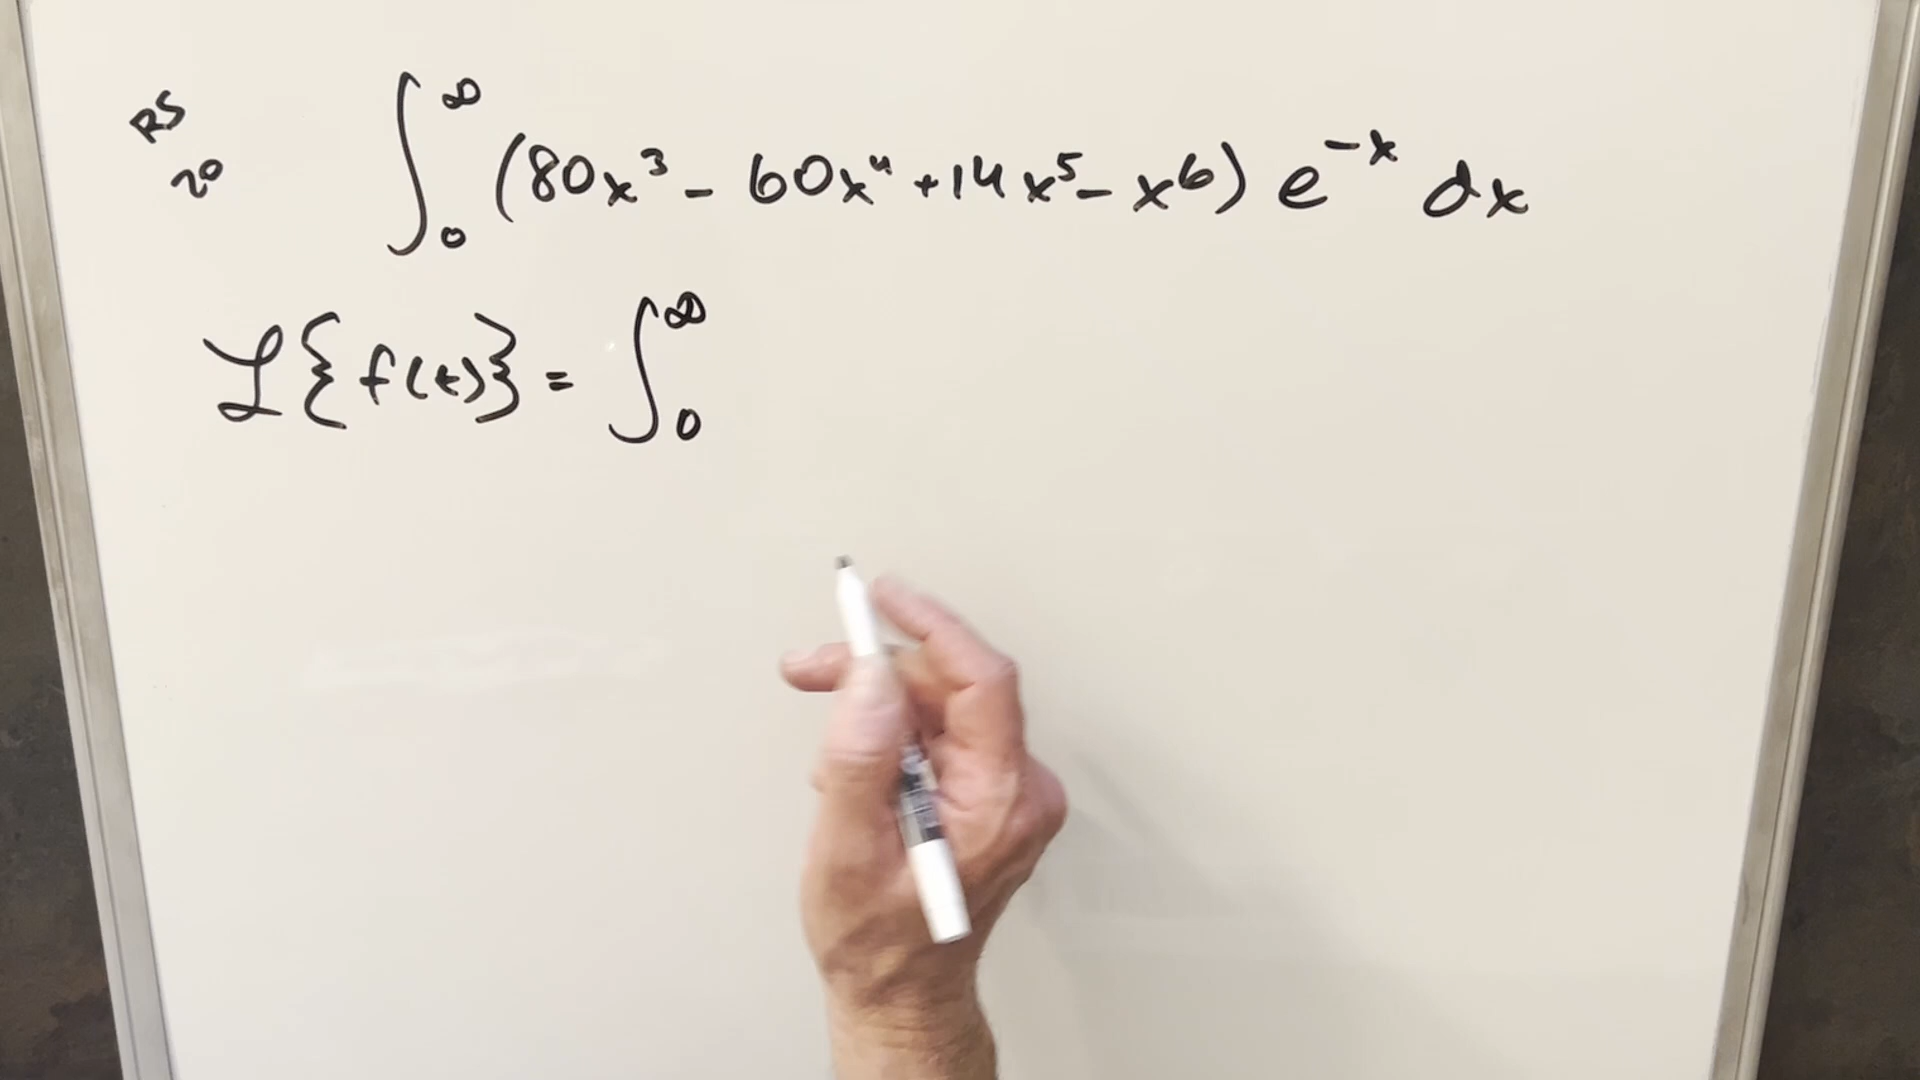 RS
20
∫₀^∞ (80x³ - 60x⁴ + 14x⁵ - x⁶) e^{-x} dx
ℒ{f(t)} = ∫₀^∞